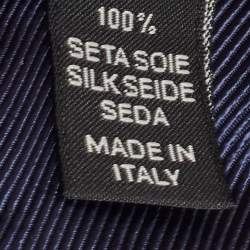 100%
SETA SOIE
SILK SEIDE
SEDA
MADE IN
ITALY